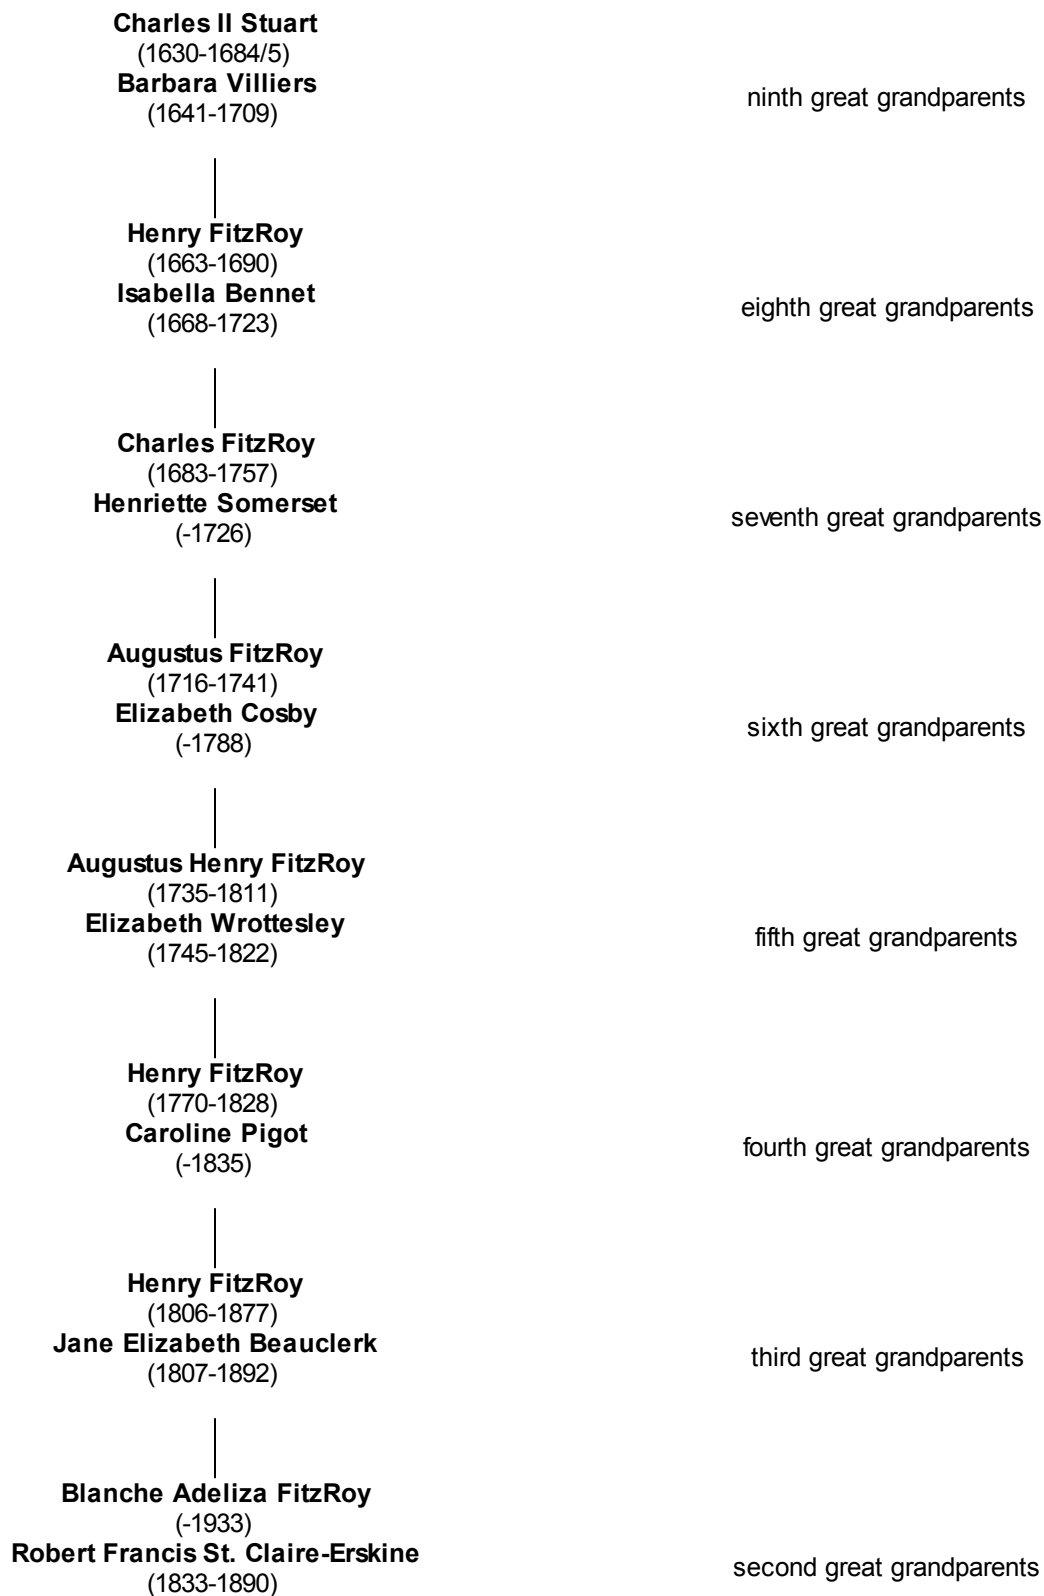 Charles II Stuart
(1630-1684/5)
Barbara Villiers
(1641-1709)
ninth great grandparents
Henry FitzRoy
(1663-1690)
Isabella Bennet
(1668-1723)
eighth great grandparents
Charles FitzRoy
(1683-1757)
Henriette Somerset
(-1726)
seventh great grandparents
Augustus FitzRoy
(1716-1741)
Elizabeth Cosby
(-1788)
sixth great grandparents
Augustus Henry FitzRoy
(1735-1811)
Elizabeth Wrottesley
(1745-1822)
fifth great grandparents
Henry FitzRoy
(1770-1828)
Caroline Pigot
(-1835)
fourth great grandparents
Henry FitzRoy
(1806-1877)
Jane Elizabeth Beauclerk
(1807-1892)
third great grandparents
Blanche Adeliza FitzRoy
(-1933)
Robert Francis St. Claire-Erskine
(1833-1890)
second great grandparents